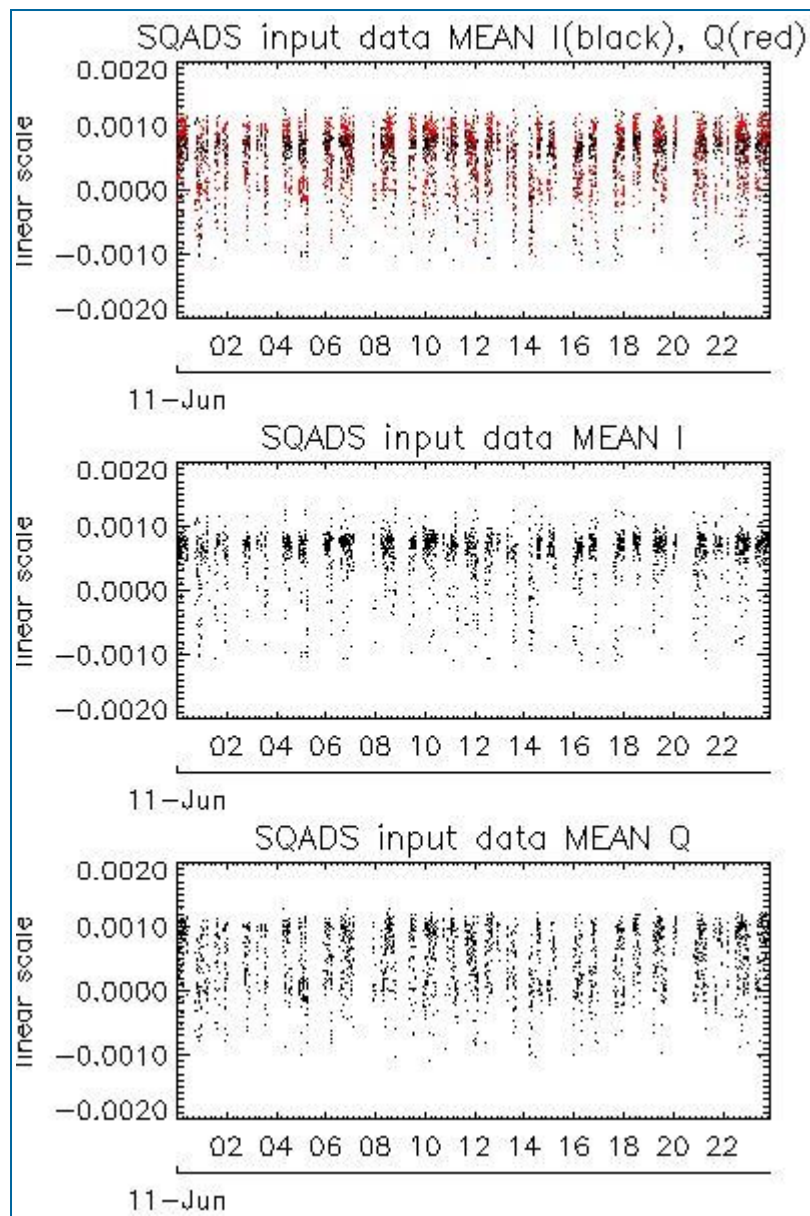 SQADS input data MEAN I(black), Q(red)
linear scale
0.0020
0.0010
0.0000
−0.0010
−0.0020
02 04 06 08 10 12 14 16 18 20 22
11-Jun
SQADS input data MEAN I
linear scale
0.0020
0.0010
0.0000
−0.0010
−0.0020
02 04 06 08 10 12 14 16 18 20 22
11-Jun
SQADS input data MEAN Q
linear scale
0.0020
0.0010
0.0000
−0.0010
−0.0020
02 04 06 08 10 12 14 16 18 20 22
11-Jun